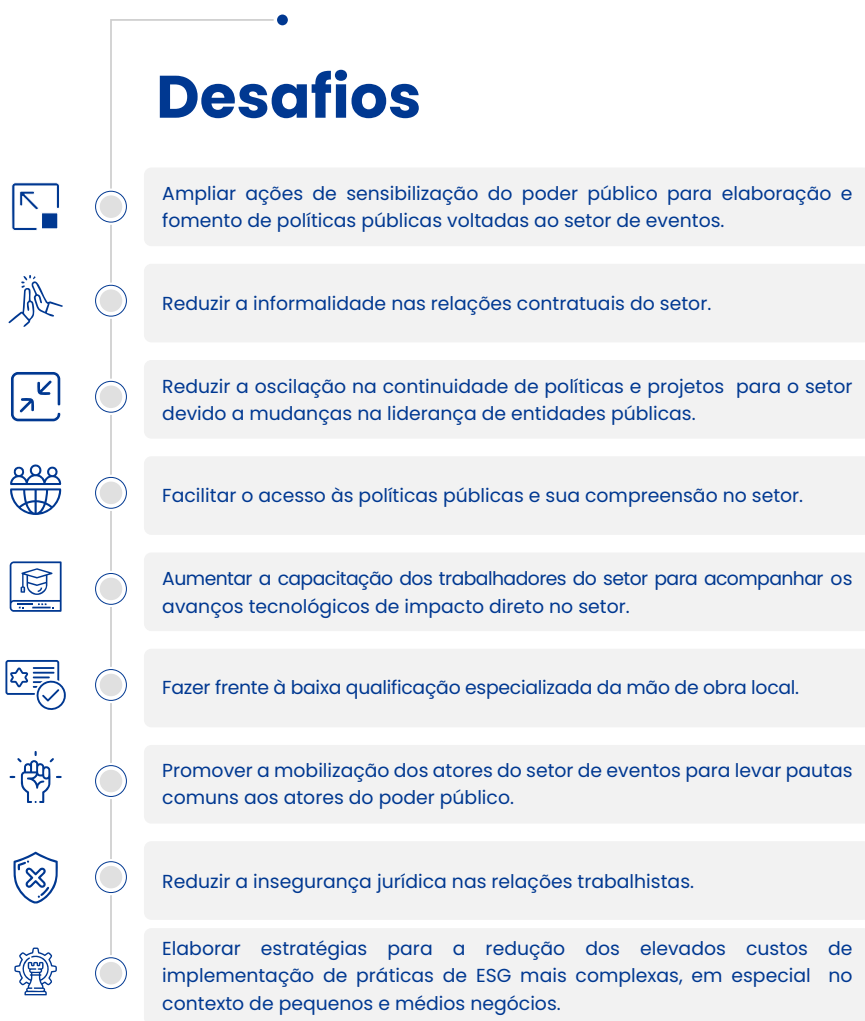 Desafios
Ampliar ações de sensibilização do poder público para elaboração e
fomento de políticas públicas voltadas ao setor de eventos.
Reduzir a informalidade nas relações contratuais do setor.
Reduzir a oscilação na continuidade de políticas e projetos para o setor
devido a mudanças na liderança de entidades públicas.
Facilitar o acesso às políticas públicas e sua compreensão no setor.
Aumentar a capacitação dos trabalhadores do setor para acompanhar os
avanços tecnológicos de impacto direto no setor.
Fazer frente à baixa qualificação especializada da mão de obra local.
Promover a mobilização dos atores do setor de eventos para levar pautas
comuns aos atores do poder público.
Reduzir a insegurança jurídica nas relações trabalhistas.
Elaborar estratégias para a redução dos elevados custos de
implementação de práticas de ESG mais complexas, em especial no
contexto de pequenos e médios negócios.